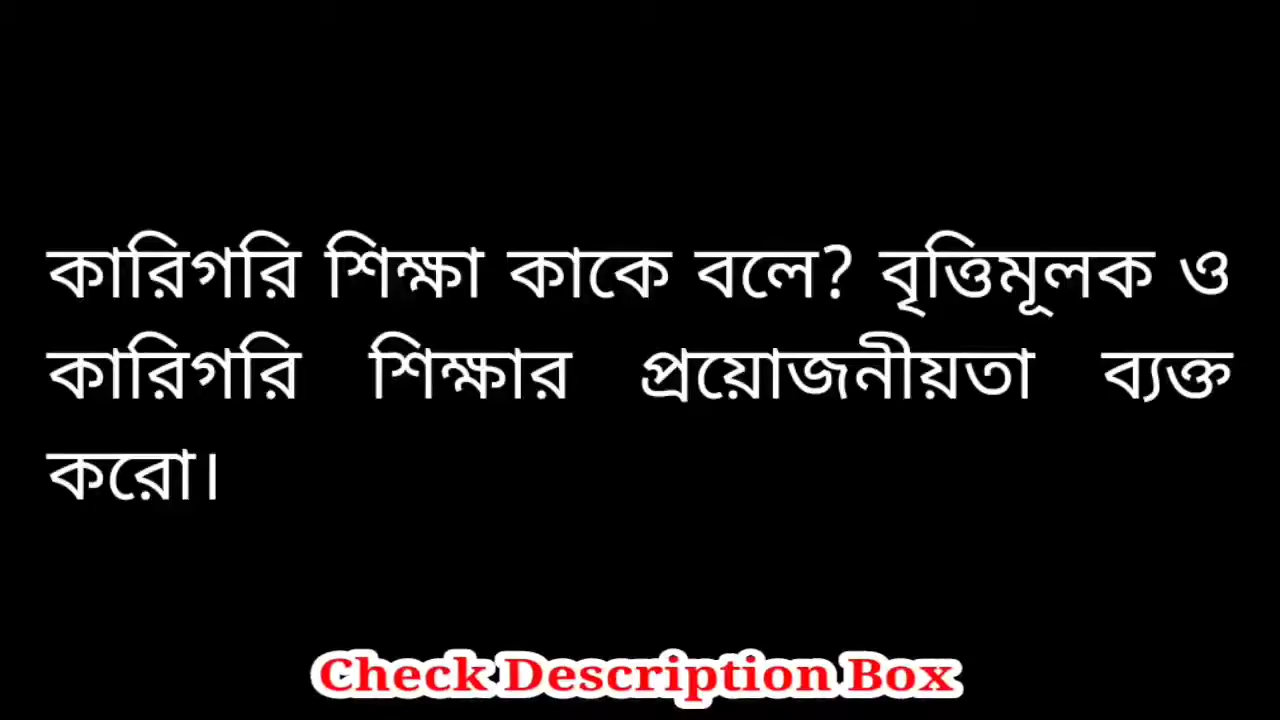 কারিগরি শিক্ষা কাকে বলে? বৃত্তিমূলক ও
কারিগরি শিক্ষার প্রয়োজনীয়তা ব্যক্ত
করো।
Check Description Box